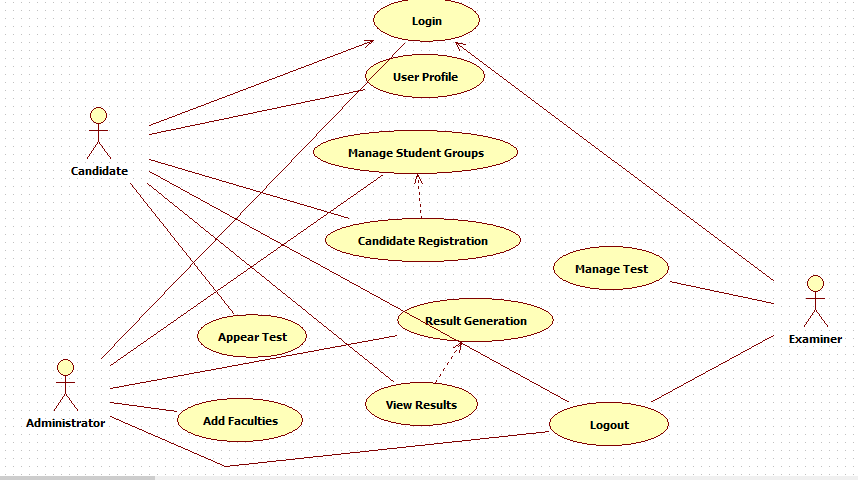 Login
User Profile
Manage Student Groups
Candidate
Candidate Registration
Manage Test
Result Generation
Appear Test
Examiner
View Results
Add Faculties
Administrator
Logout